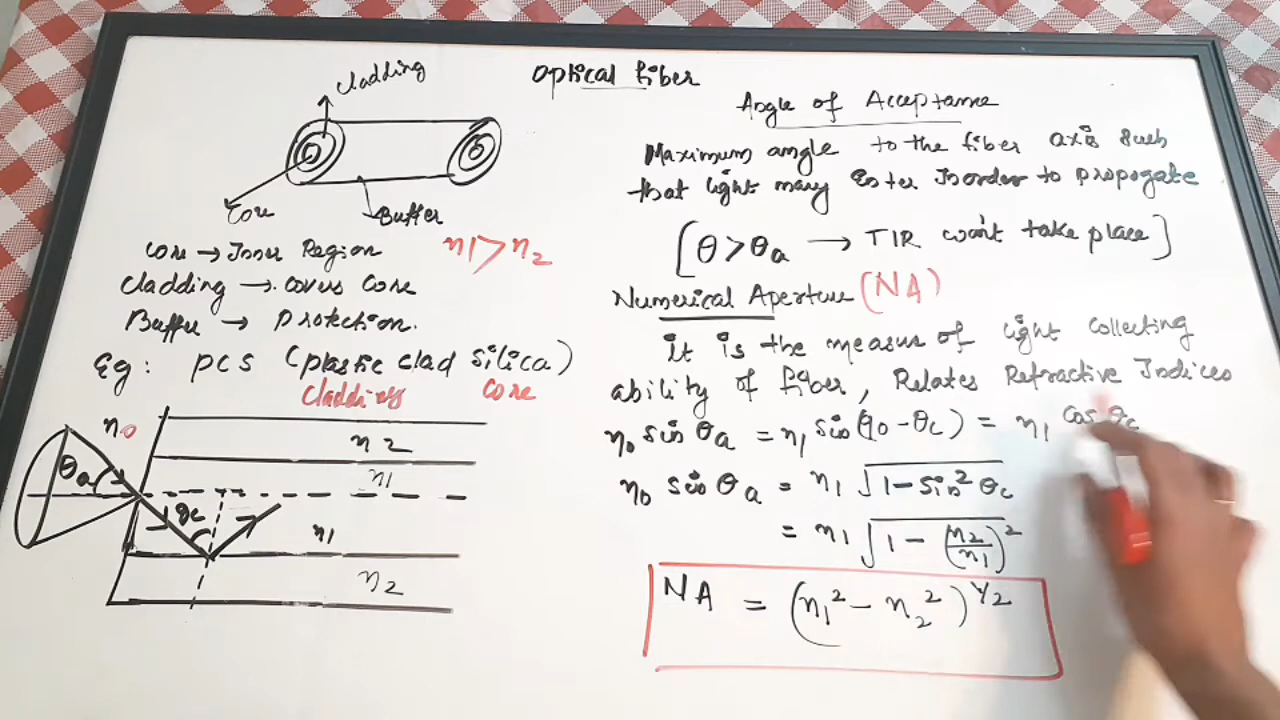 Optical fiber
Cladding
Core
Buffer
Core → Inner Region
n1 > n2
Cladding → covers core
Buffer → Protection.
Eg: PCS (plastic clad Silica)
Cladding core
n0
n2
n1
θa
θc
n1
n2
Angle of Acceptance
Maximum angle to the fiber axis such
that light may Enter Inorder to propogate
[θ > θa → TIR won't take place]
Numerical Aperture (NA)
It is the measure of light collecting
ability of fiber, Relates Refractive Indices
n0 sin θa = n1 sin(90 - θc) = n1 cos θc
n0 sin θa = n1 √1 - sin² θc
= n1 √1 - (n2/n1)²
NA = (n1² - n2²)^1/2